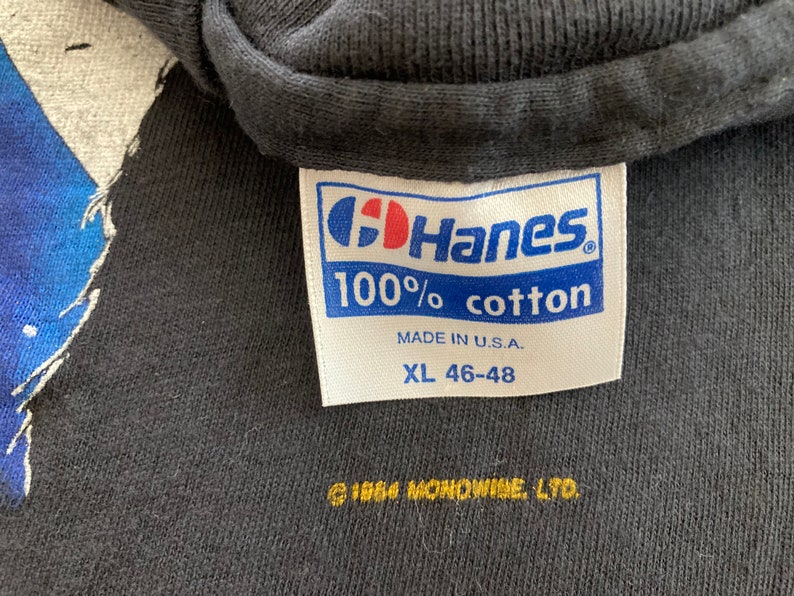 Hanes®
100% cotton
MADE IN U.S.A.
XL 46-48
© 1984 MONOWISE, LTD.